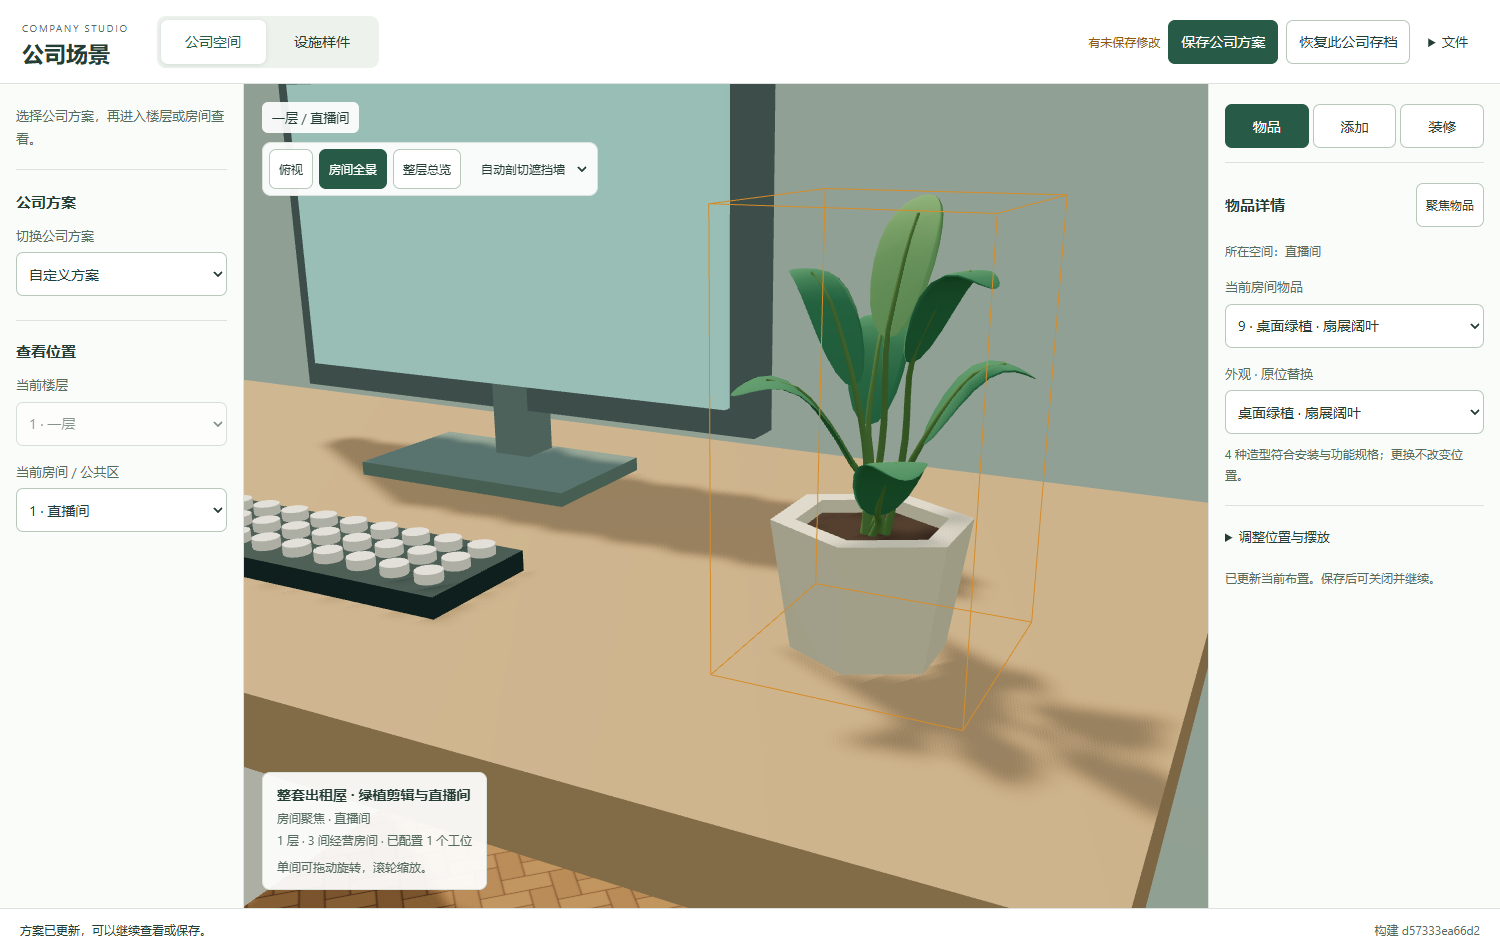 COMPANY STUDIO
公司场景
公司空间
设施样件
有未保存修改
保存公司方案
恢复此公司存档
▶ 文件
选择公司方案，再进入楼层或房间查
看。
公司方案
切换公司方案
自定义方案
查看位置
当前楼层
1 · 一层
当前房间 / 公共区
1 · 直播间
一层 / 直播间
俯视
房间全景
整层总览
自动剖切遮挡墙
整套出租屋 · 绿植剪辑与直播间
房间聚焦 · 直播间
1 层 · 3 间经营房间 · 已配置 1 个工位
单间可拖动旋转，滚轮缩放。
物品
添加
装修
物品详情
聚焦物品
所在空间：直播间
当前房间物品
9 · 桌面绿植 · 扇展阔叶
外观 · 原位替换
桌面绿植 · 扇展阔叶
4 种造型符合安装与功能规格；更换不改变位
置。
▶ 调整位置与摆放
已更新当前布置。保存后可关闭并继续。
方案已更新，可以继续查看或保存。
构建 d57333ea66d2